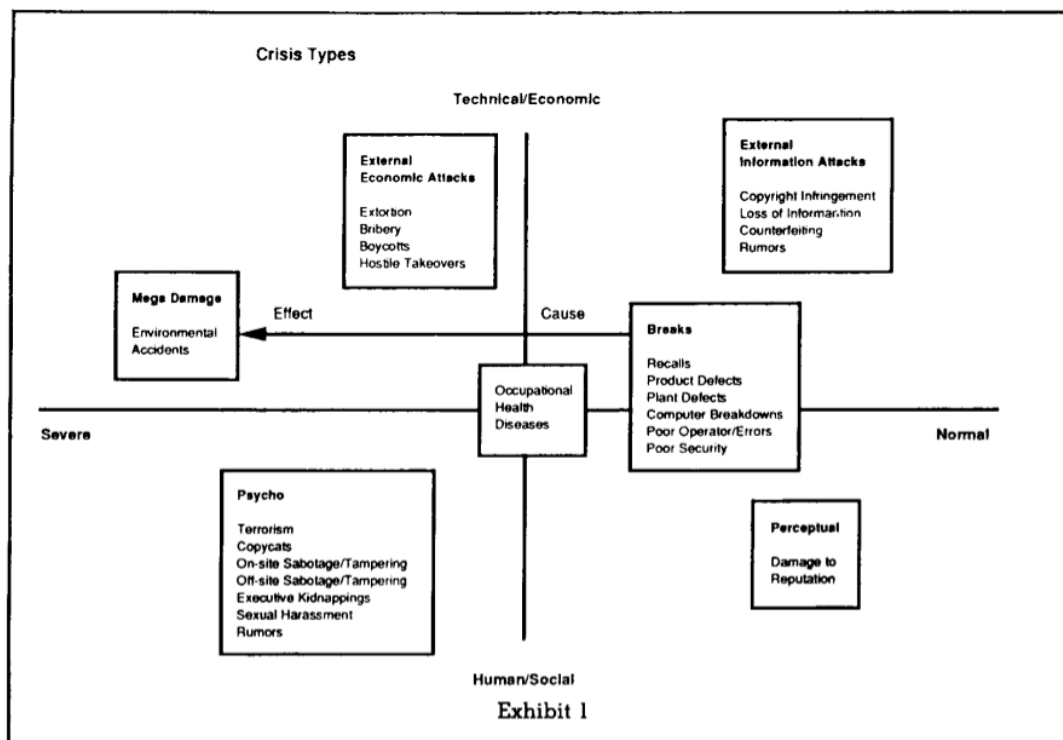 Crisis Types
Technical/Economic
External
Economic Attacks
Extortion
Bribery
Boycotts
Hostile Takeovers
External
Information Attacks
Copyright Infringement
Loss of Information
Counterfeiting
Rumors
Mega Damage
Environmental
Accidents
Effect
Cause
Breaks
Recalls
Product Defects
Plant Defects
Computer Breakdowns
Poor Operator/Errors
Poor Security
Occupational
Health
Diseases
Severe
Normal
Psycho
Terrorism
Copycats
On-site Sabotage/Tampering
Off-site Sabotage/Tampering
Executive Kidnappings
Sexual Harassment
Rumors
Perceptual
Damage to
Reputation
Human/Social
Exhibit 1